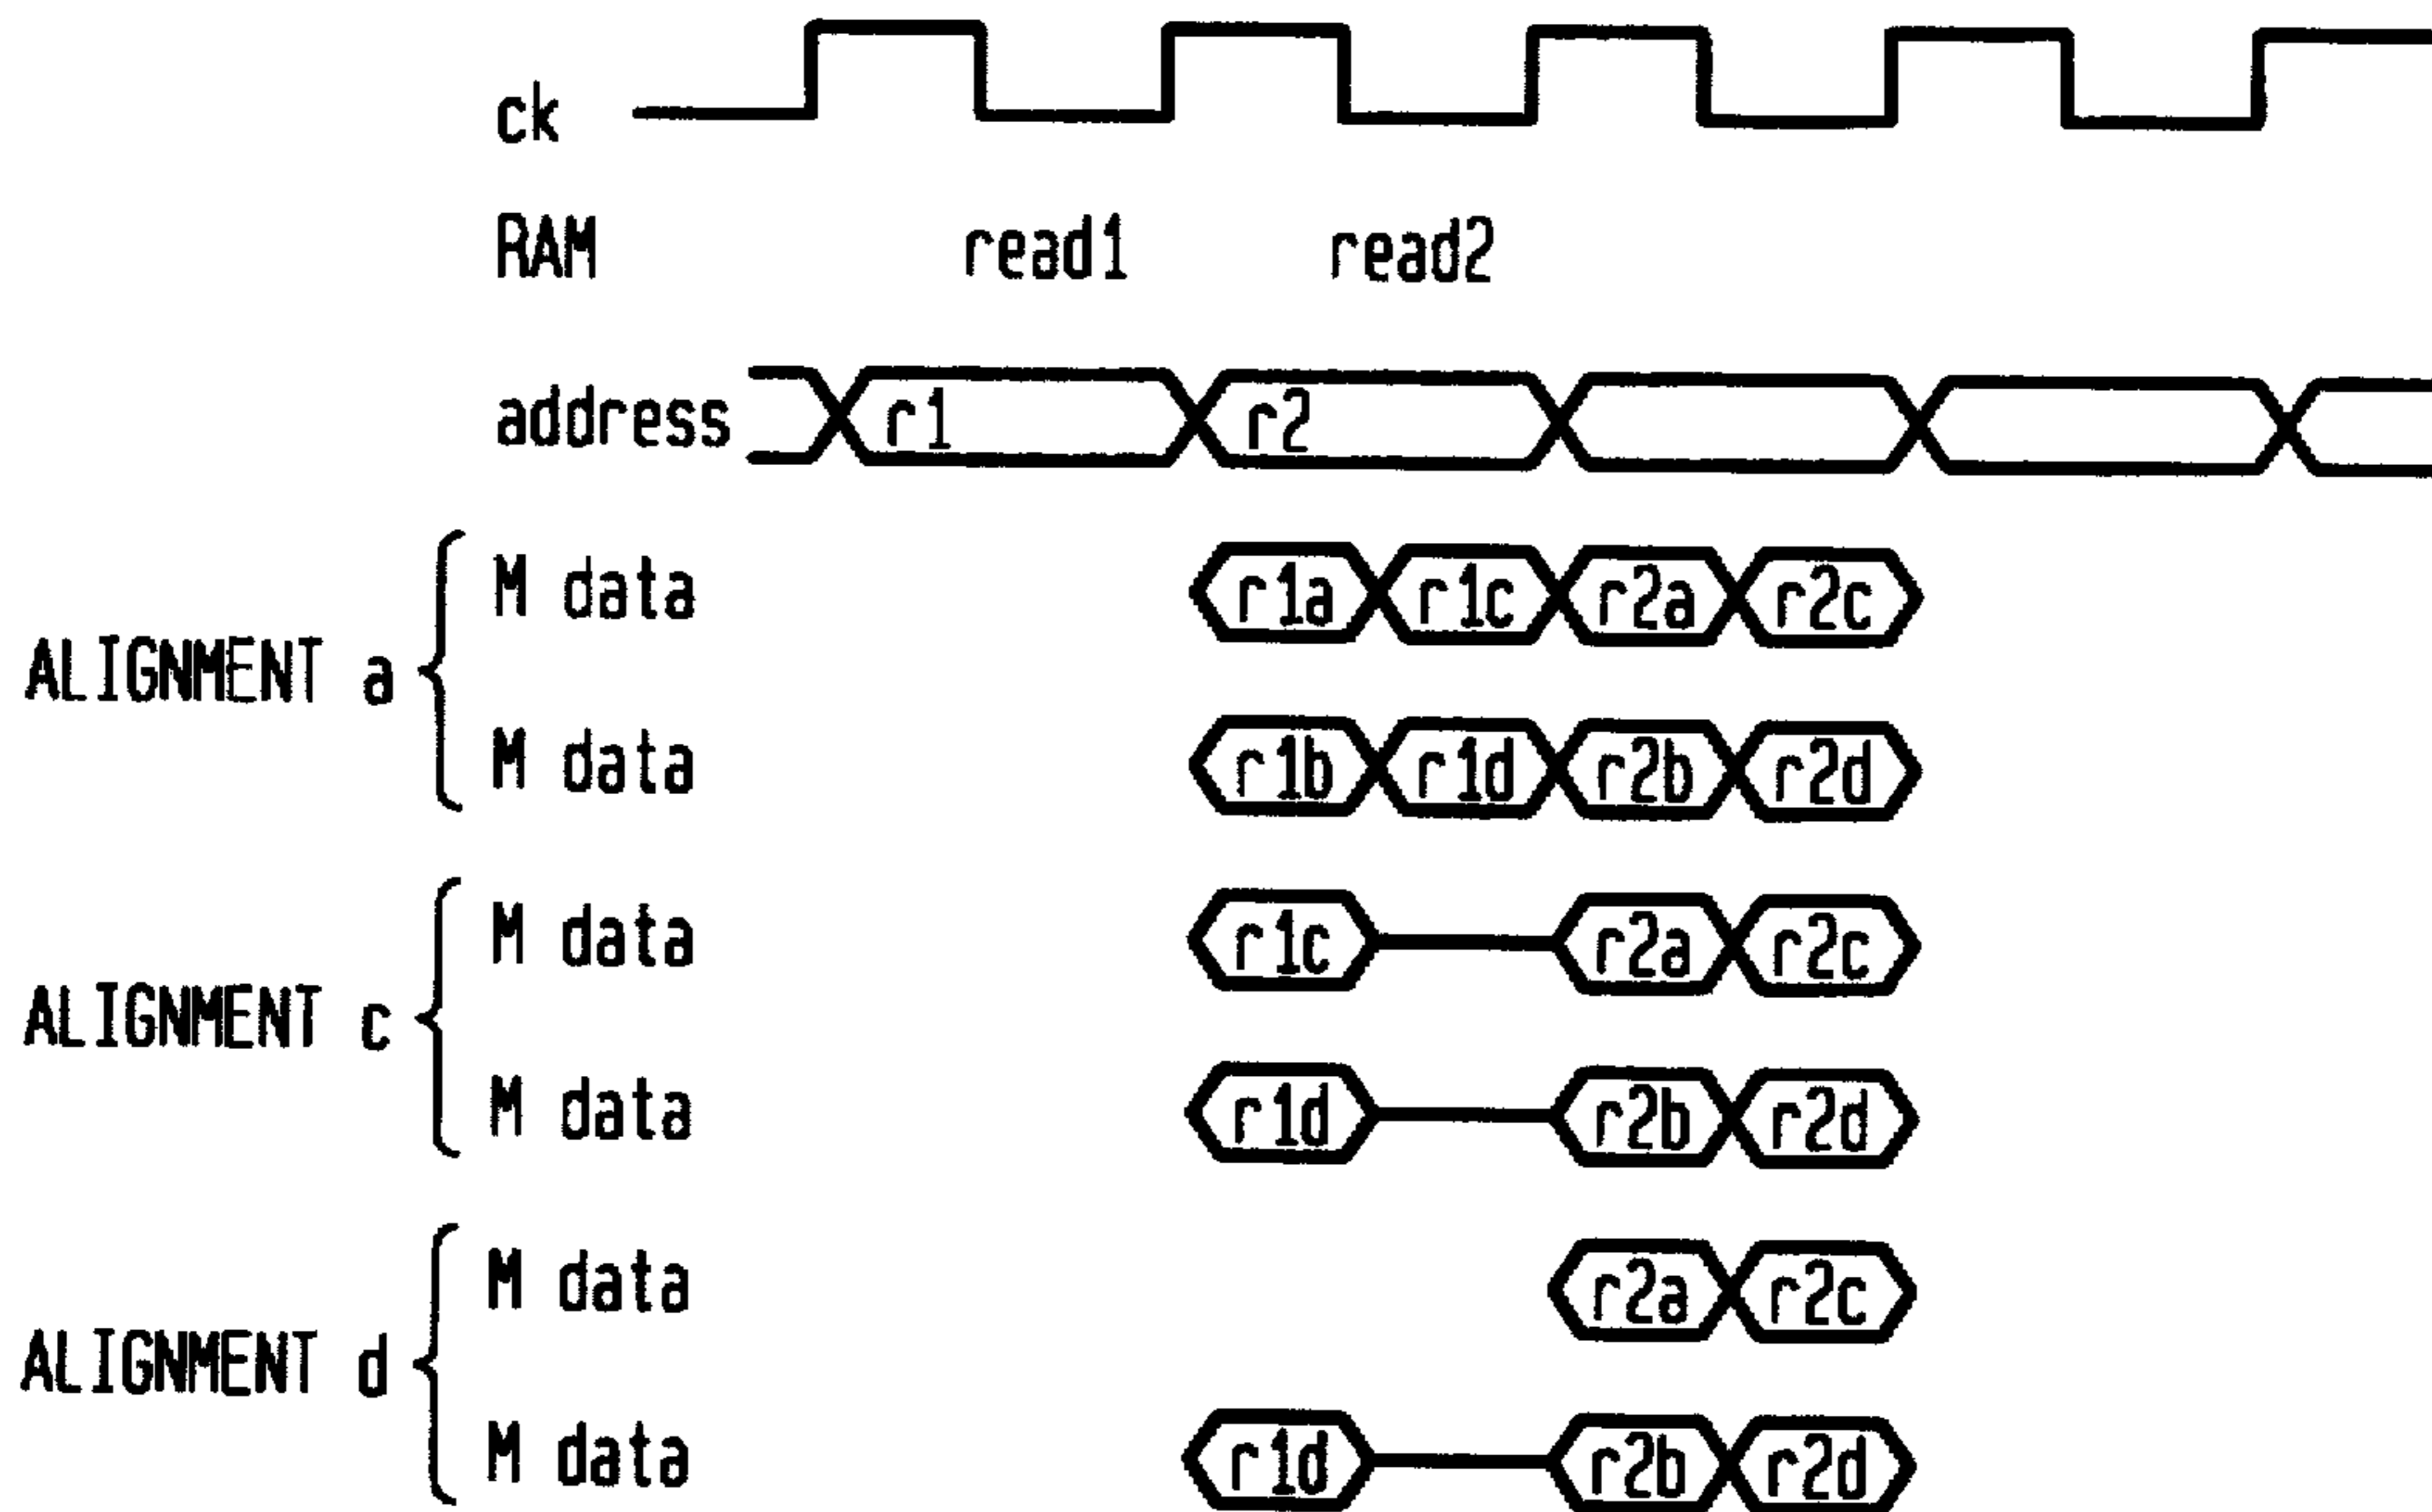 ck
RAM read1 read2
address r1 r2
M data r1a r1c r2a r2c
ALIGNMENT a
M data r1b r1d r2b r2d
M data r1c r2a r2c
ALIGNMENT c
M data r1d r2b r2d
M data r2a r2c
ALIGNMENT d
M data r1d r2b r2d